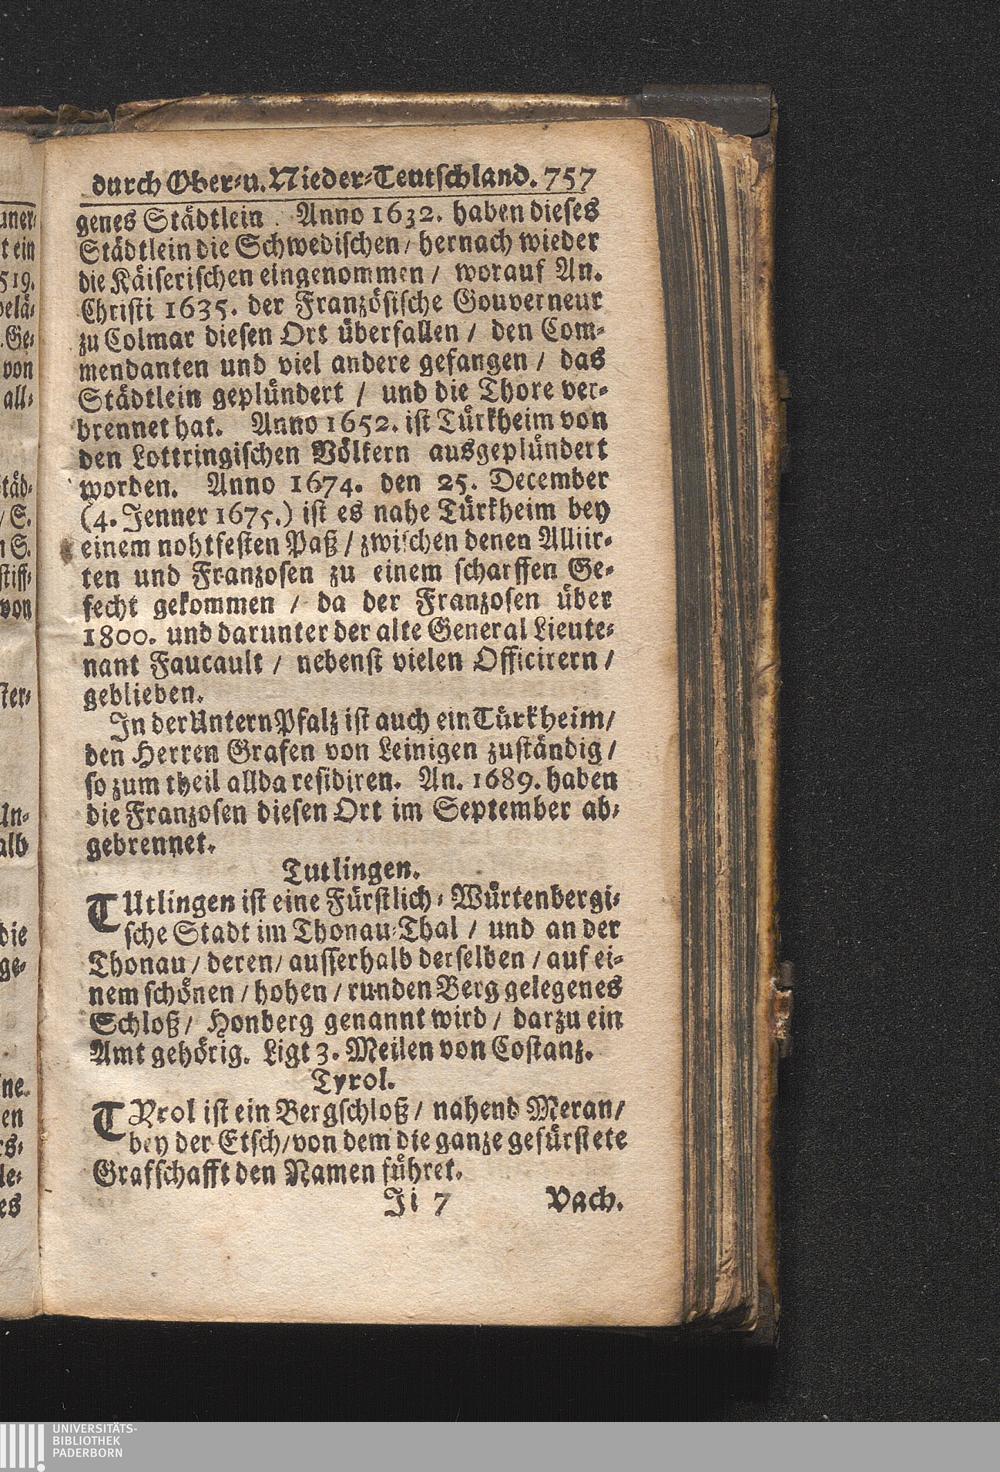 durch Ober-u. Nieder-Teutschland. 757
genes Städtlein. Anno 1632. haben dieses
Städtlein die Schwedischen / hernach wieder
die Käiserischen eingenommen / worauf An.
Christi 1635. der Französische Gouverneur
zu Colmar diesen Ort überfallen / den Com-
mendanten und viel andere gefangen / das
Städtlein geplündert / und die Thore ver-
brennet hat. Anno 1652. ist Türkheim von
den Lottringischen Völkern ausgeplündert
worden. Anno 1674. den 25. December
(4. Jenner 1675.) ist es nahe Türkheim bey
einem nohtfesten Paß / zwischen denen Alliir-
ten und Franzosen zu einem scharffen Ge-
fecht gekommen / da der Franzosen über
1800. und darunter der alte General Lieute-
nant Faucault / nebenst vielen Officirern /
geblieben.
In der Untern Pfalz ist auch ein Türkheim /
den Herren Grafen von Leinigen zuständig /
so zum theil allda residiren. An. 1689. haben
die Franzosen diesen Ort im September ab-
gebrennet.
Tutlingen.
TUtlingen ist eine Fürstlich-Würtenbergi-
sche Stadt im Thonau-Thal / und an der
Thonau / deren / ausserhalb derselben / auf ei-
nem schönen / hohen / runden Berg gelegenes
Schloß / Honberg genannt wird / darzu ein
Amt gehörig. Ligt 3. Meilen von Costanz.
Tyrol.
TYrol ist ein Bergschloß / nahend Meran /
bey der Etsch / von dem die ganze gefürstete
Grafschafft den Namen führet.
Ji 7 Vach.
t ein
519.
von
all-
von
die
en
es
UNIVERSITÄTS-
BIBLIOTHEK
PADERBORN